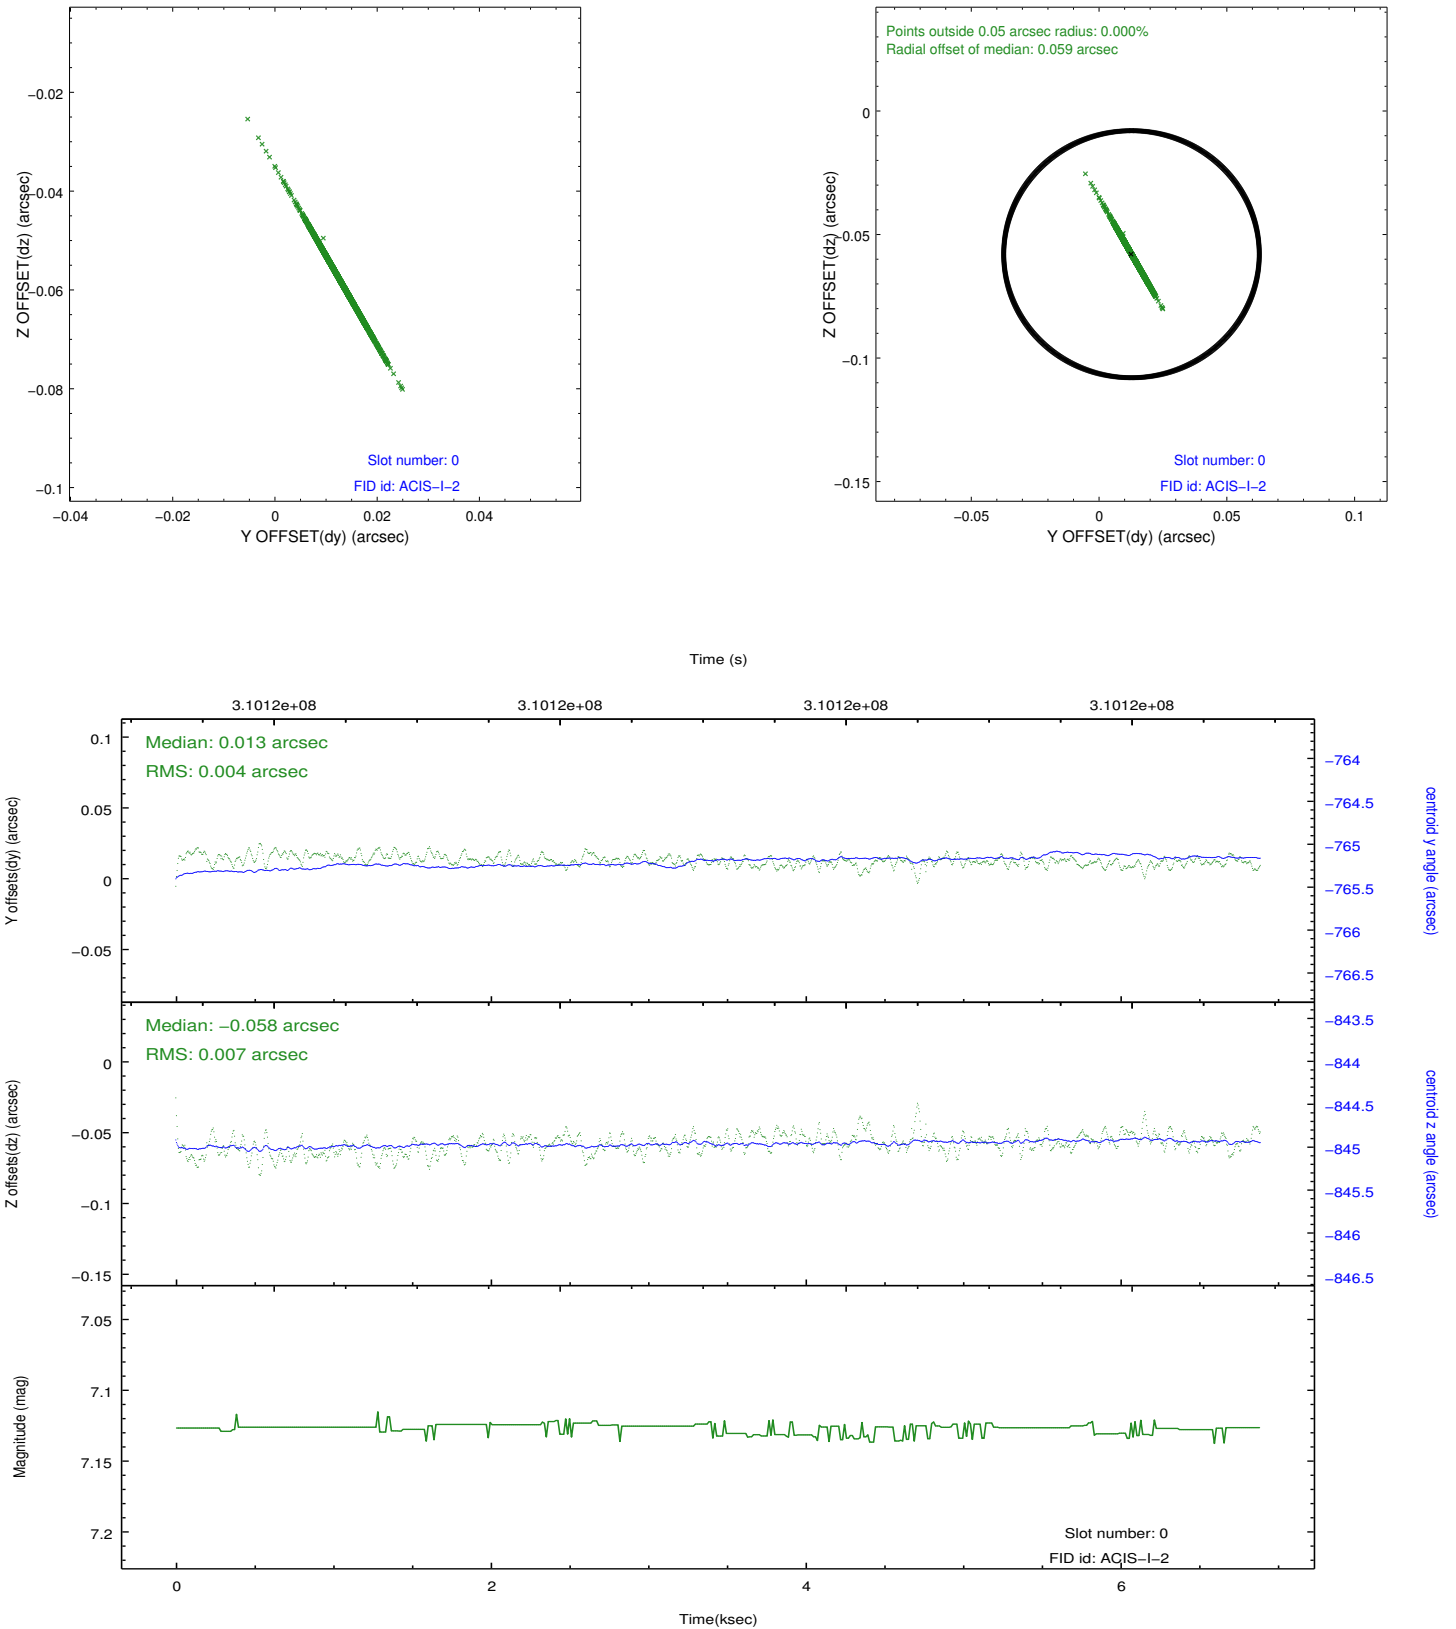 −0.02
−0.04
−0.06
−0.08
−0.1
Z OFFSET(dz) (arcsec)
Slot number: 0
FID id: ACIS−I−2
−0.04
−0.02
0
0.02
0.04
Y OFFSET(dy) (arcsec)
Points outside 0.05 arcsec radius: 0.000%
Radial offset of median: 0.059 arcsec
0
−0.05
−0.1
−0.15
Z OFFSET(dz) (arcsec)
Slot number: 0
FID id: ACIS−I−2
−0.05
0
0.05
0.1
Y OFFSET(dy) (arcsec)
Time (s)
3.1012e+08
3.1012e+08
3.1012e+08
3.1012e+08
Median: 0.013 arcsec
RMS: 0.004 arcsec
0.1
0.05
0
−0.05
Y offsets(dy) (arcsec)
−764
−764.5
−765
−765.5
−766
−766.5
centroid y angle (arcsec)
Median: −0.058 arcsec
RMS: 0.007 arcsec
0
−0.05
−0.1
−0.15
Z offsets(dz) (arcsec)
−843.5
−844
−844.5
−845
−845.5
−846
−846.5
centroid z angle (arcsec)
7.05
7.1
7.15
7.2
Magnitude (mag)
Slot number: 0
FID id: ACIS−I−2
0
2
4
6
Time(ksec)